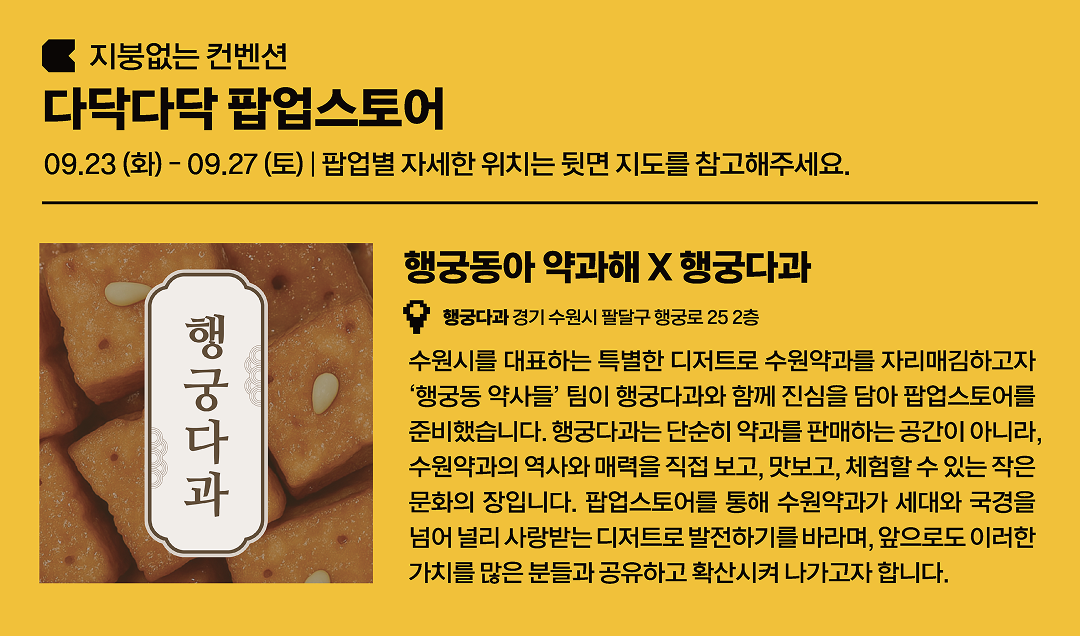 지붕없는 컨벤션
다닥다닥 팝업스토어
09.23 (화) - 09.27 (토) | 팝업별 자세한 위치는 뒷면 지도를 참고해주세요.
행궁다과
행궁동아 약과해 X 행궁다과
행궁다과 경기 수원시 팔달구 행궁로 25 2층
수원시를 대표하는 특별한 디저트로 수원약과를 자리매김하고자
‘행궁동 약사들’ 팀이 행궁다과와 함께 진심을 담아 팝업스토어를
준비했습니다. 행궁다과는 단순히 약과를 판매하는 공간이 아니라,
수원약과의 역사와 매력을 직접 보고, 맛보고, 체험할 수 있는 작은
문화의 장입니다. 팝업스토어를 통해 수원약과가 세대와 국경을
넘어 널리 사랑받는 디저트로 발전하기를 바라며, 앞으로도 이러한
가치를 많은 분들과 공유하고 확산시켜 나가고자 합니다.